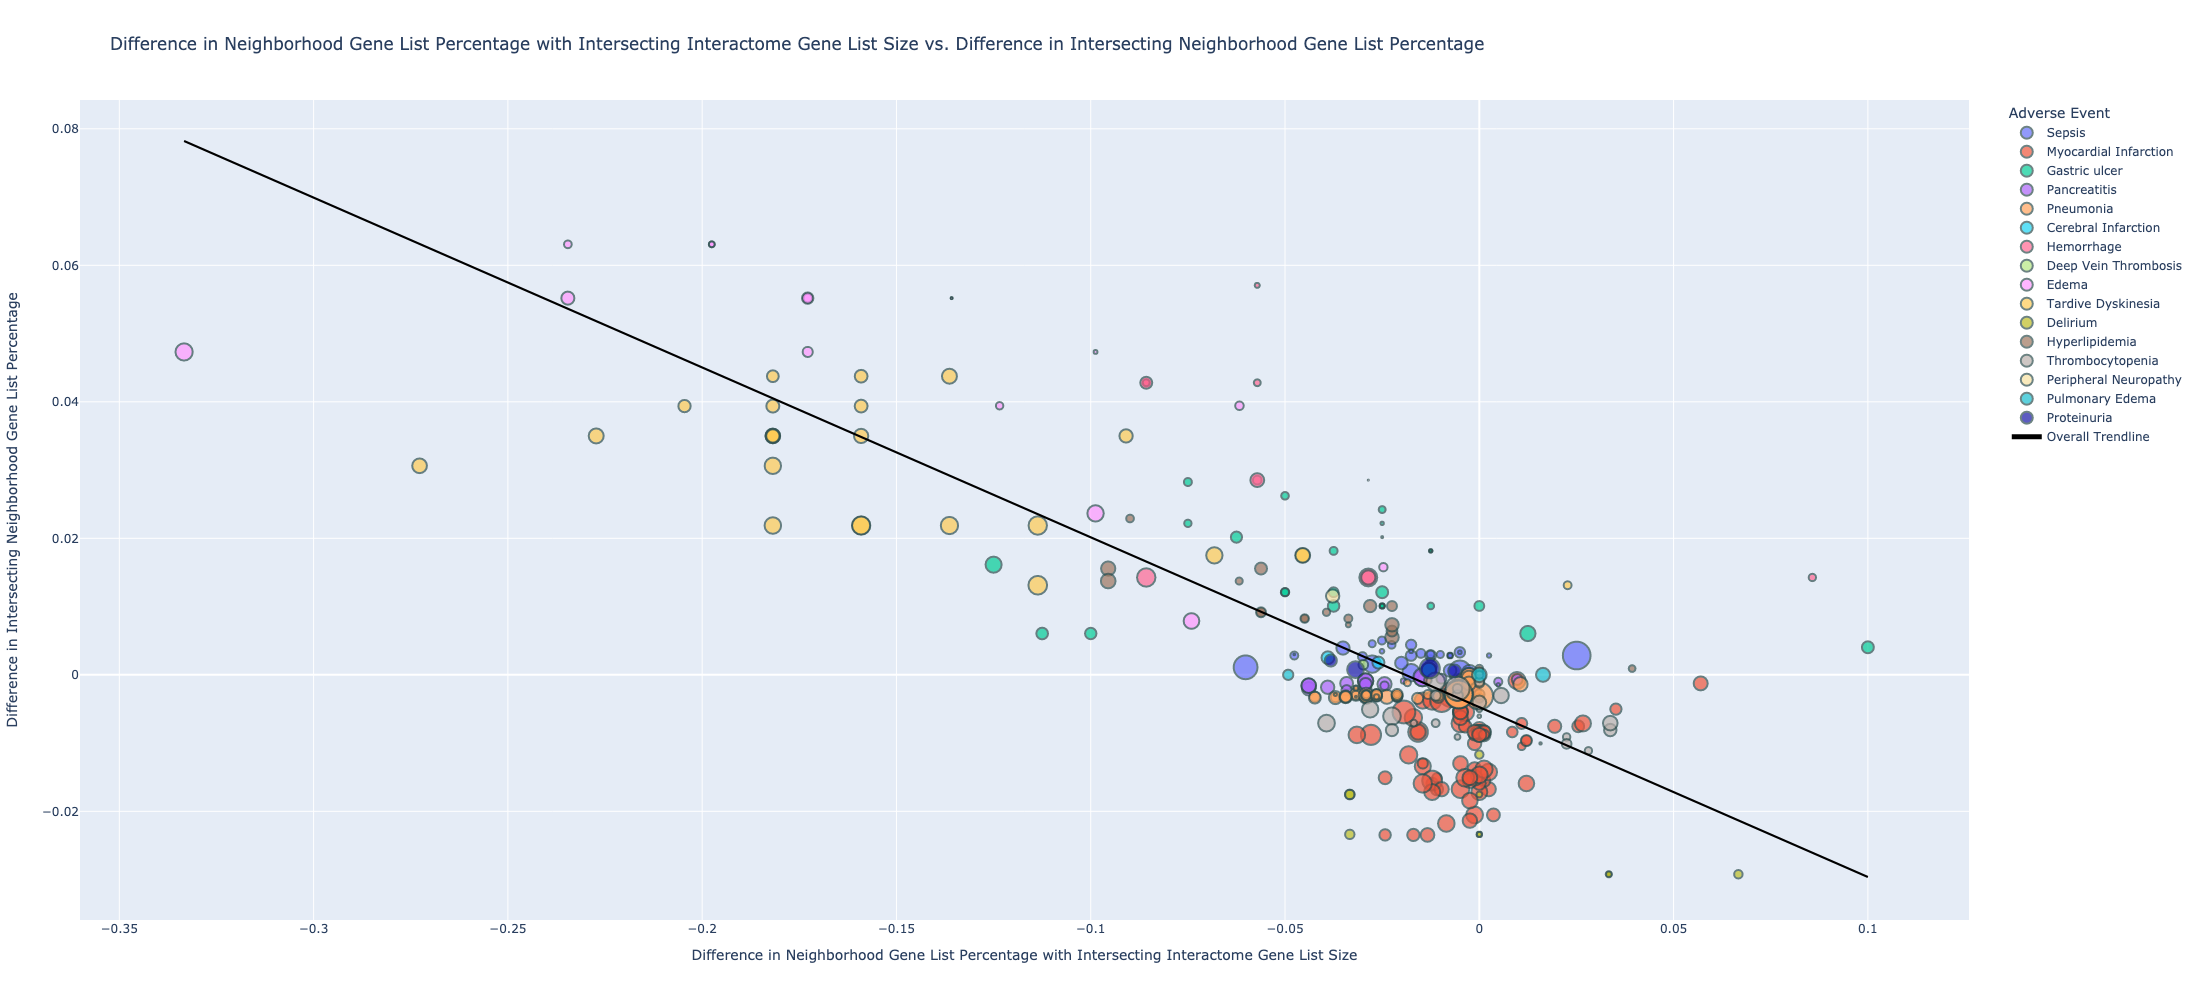 Difference in Neighborhood Gene List Percentage with Intersecting Interactome Gene List Size vs. Difference in Intersecting Neighborhood Gene List Percentage
Difference in Intersecting Neighborhood Gene List Percentage
0.08
0.06
0.04
0.02
0
−0.02
−0.35
−0.3
−0.25
−0.2
−0.15
−0.1
−0.05
0
0.05
0.1
Difference in Neighborhood Gene List Percentage with Intersecting Interactome Gene List Size
Adverse Event
Sepsis
Myocardial Infarction
Gastric ulcer
Pancreatitis
Pneumonia
Cerebral Infarction
Hemorrhage
Deep Vein Thrombosis
Edema
Tardive Dyskinesia
Delirium
Hyperlipidemia
Thrombocytopenia
Peripheral Neuropathy
Pulmonary Edema
Proteinuria
Overall Trendline